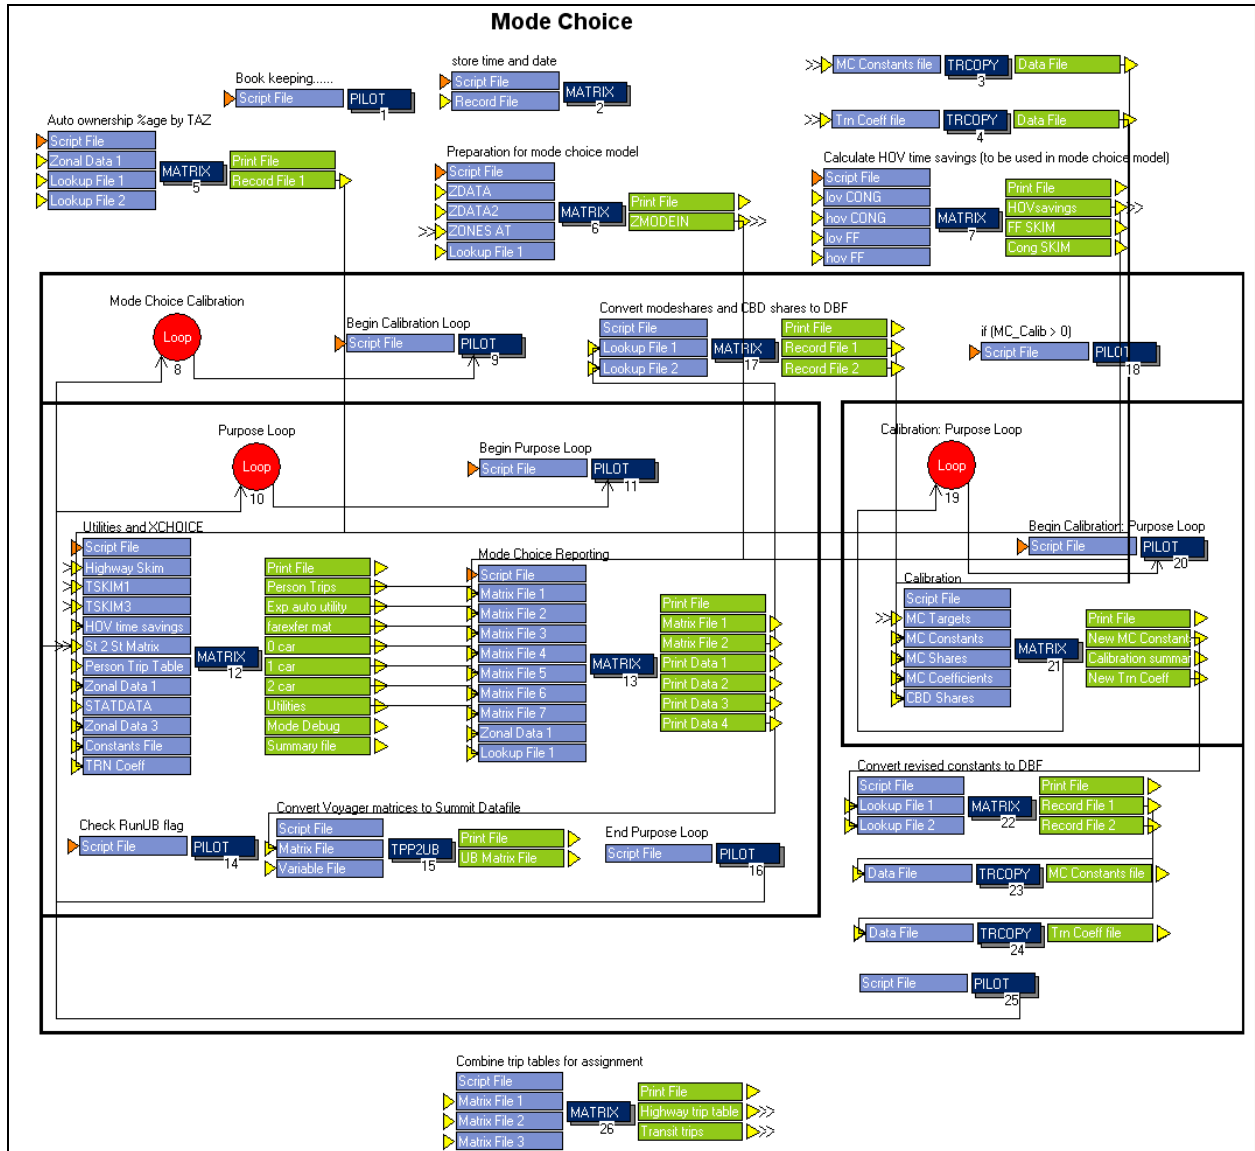 Mode Choice
Book keeping......
Script File
PILOT
1
store time and date
Script File
Record File
MATRIX
2
MC Constants file
TRCOPY
3
Data File
Trn Coeff file
TRCOPY
4
Data File
Auto ownership %age by TAZ
Script File
Zonal Data 1
Lookup File 1
Lookup File 2
MATRIX
5
Print File
Record File 1
Preparation for mode choice model
Script File
ZDATA
ZDATA2
ZONES AT
Lookup File 1
MATRIX
6
Print File
ZMODEIN
Calculate HOV time savings (to be used in mode choice model)
Script File
lov CONG
hov CONG
lov FF
hov FF
MATRIX
7
Print File
HOVsavings
FF SKIM
Cong SKIM
Mode Choice Calibration
Loop
8
Begin Calibration Loop
Script File
PILOT
9
Convert modeshares and CBD shares to DBF
Script File
Lookup File 1
Lookup File 2
MATRIX
17
Print File
Record File 1
Record File 2
if (MC_Calib > 0)
Script File
PILOT
18
Purpose Loop
Loop
10
Begin Purpose Loop
Script File
PILOT
11
Calibration: Purpose Loop
Loop
19
Begin Calibration: Purpose Loop
Script File
PILOT
20
Utilities and XCHOICE
Script File
Highway Skim
TSKIM1
TSKIM3
HOV time savings
St 2 St Matrix
Person Trip Table
Zonal Data 1
STATDATA
Zonal Data 3
Constants File
TRN Coeff
MATRIX
12
Print File
Person Trips
Exp auto utility
farexfer mat
0 car
1 car
2 car
Utilities
Mode Debug
Summary file
Mode Choice Reporting
Script File
Matrix File 1
Matrix File 2
Matrix File 3
Matrix File 4
Matrix File 5
Matrix File 6
Matrix File 7
Zonal Data 1
Lookup File 1
MATRIX
13
Print File
Matrix File 1
Matrix File 2
Print Data 1
Print Data 2
Print Data 3
Print Data 4
Calibration
Script File
MC Targets
MC Constants
MC Shares
MC Coefficients
CBD Shares
MATRIX
21
Print File
New MC Constant
Calibration summar
New Trn Coeff
Check RunUB flag
Script File
PILOT
14
Convert Voyager matrices to Summit Datafile
Script File
Matrix File
Variable File
TPP2UB
15
Print File
UB Matrix File
End Purpose Loop
Script File
PILOT
16
Convert revised constants to DBF
Script File
Lookup File 1
Lookup File 2
MATRIX
22
Print File
Record File 1
Record File 2
Data File
TRCOPY
23
MC Constants file
Data File
TRCOPY
24
Trn Coeff file
Script File
PILOT
25
Combine trip tables for assignment
Script File
Matrix File 1
Matrix File 2
Matrix File 3
MATRIX
26
Print File
Highway trip table
Transit trips